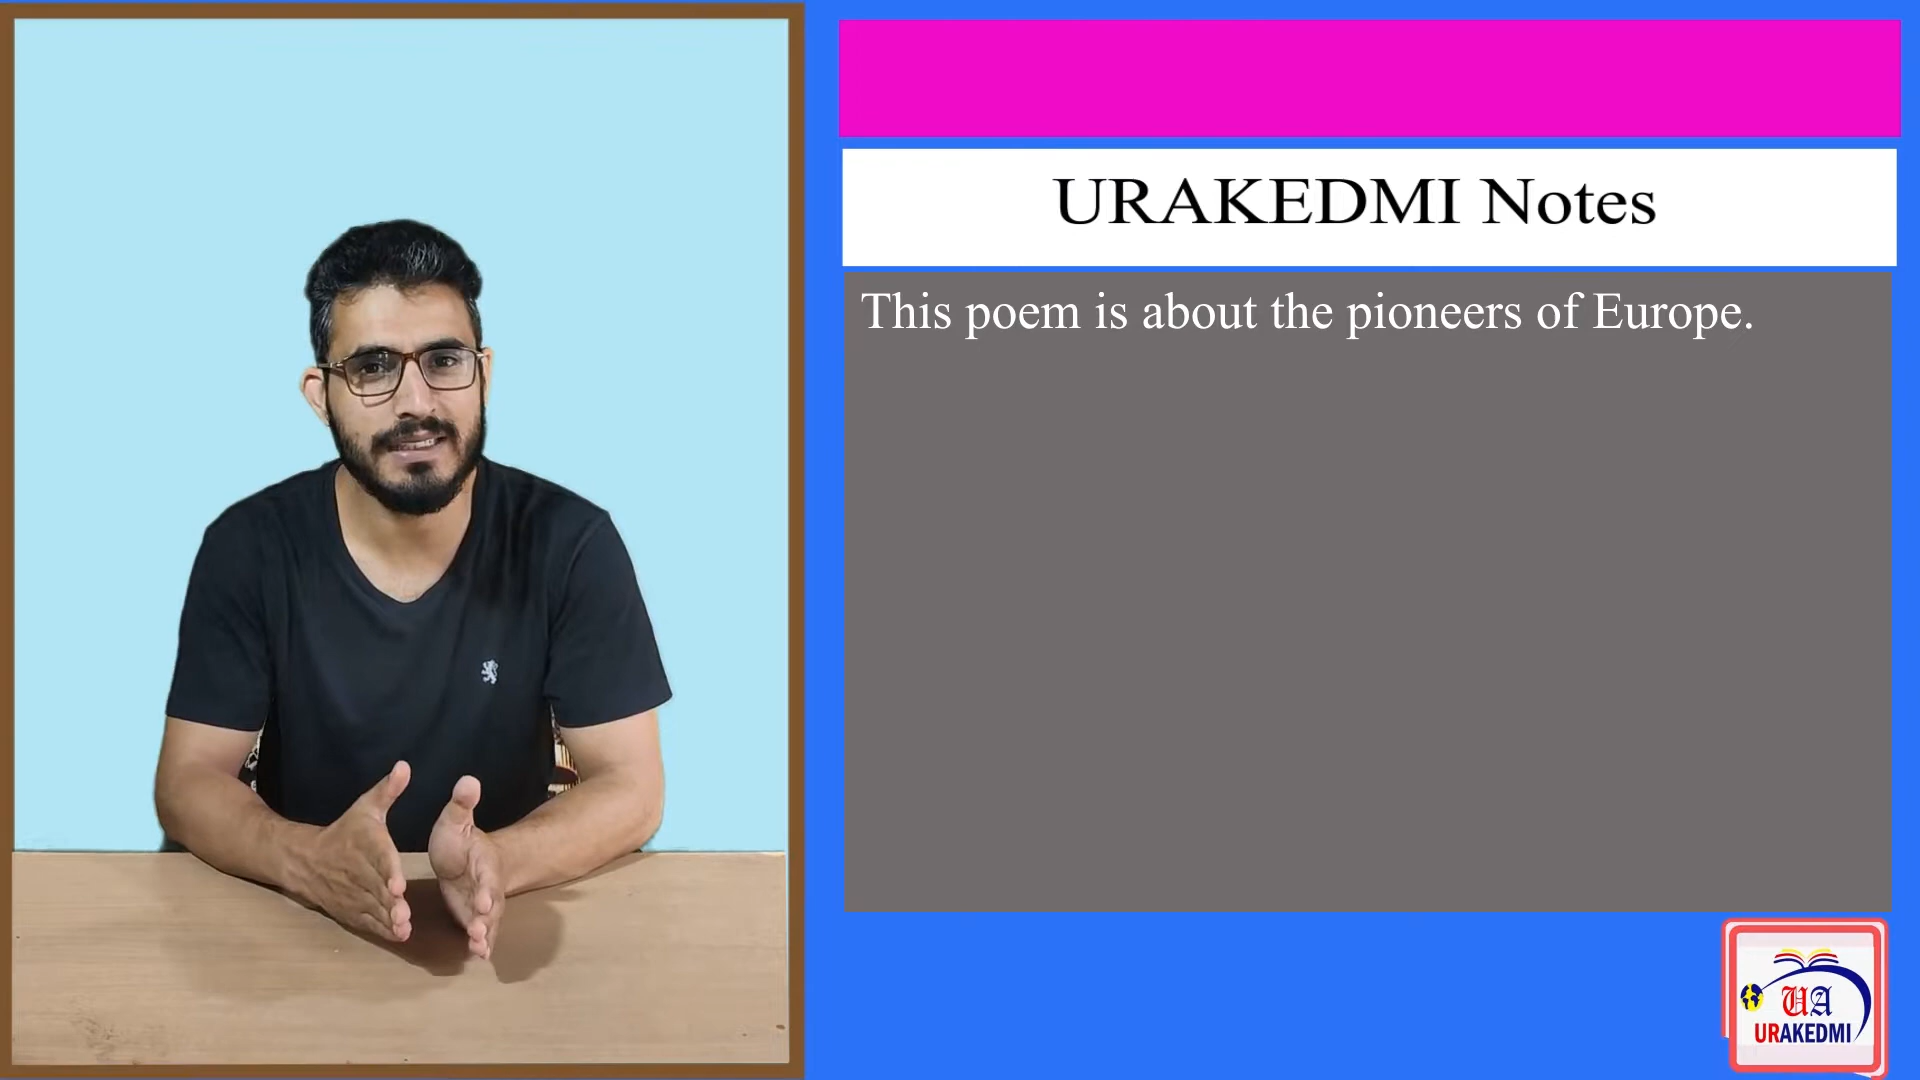 URAKEDMI Notes
This poem is about the pioneers of Europe.
UA
URAKEDMI